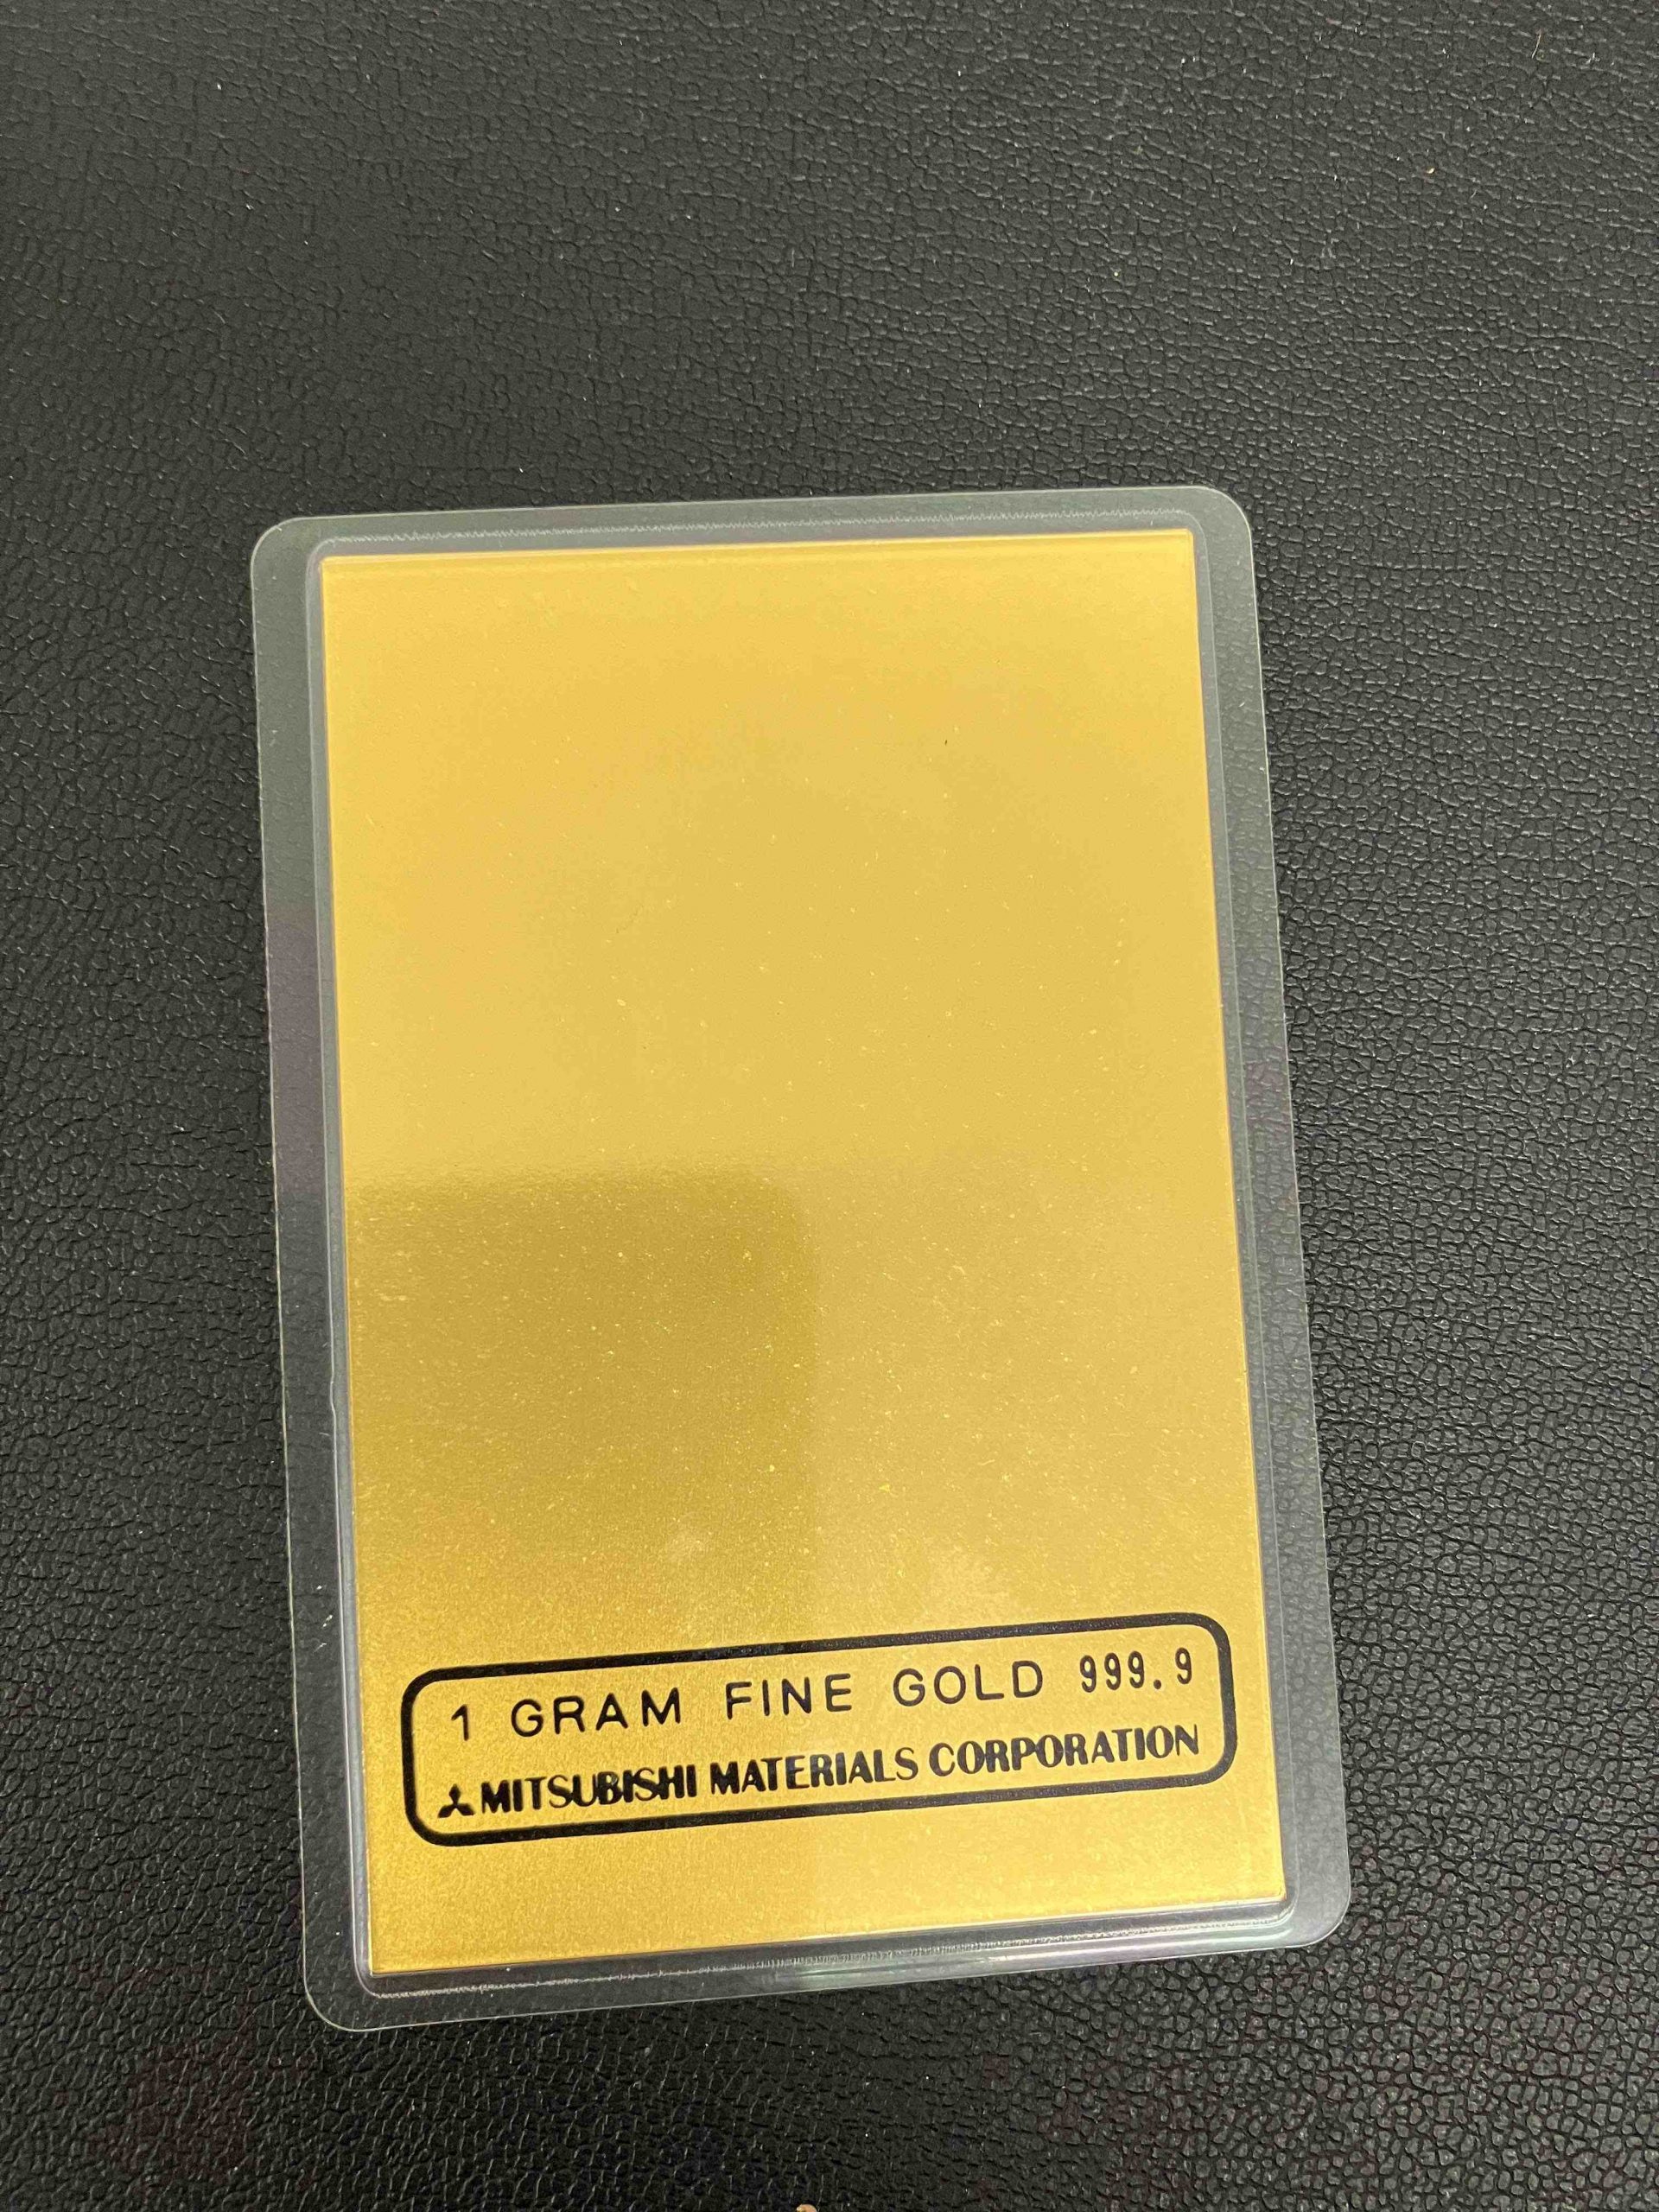 1 GRAM FINE GOLD 999.9
MITSUBISHI MATERIALS CORPORATION